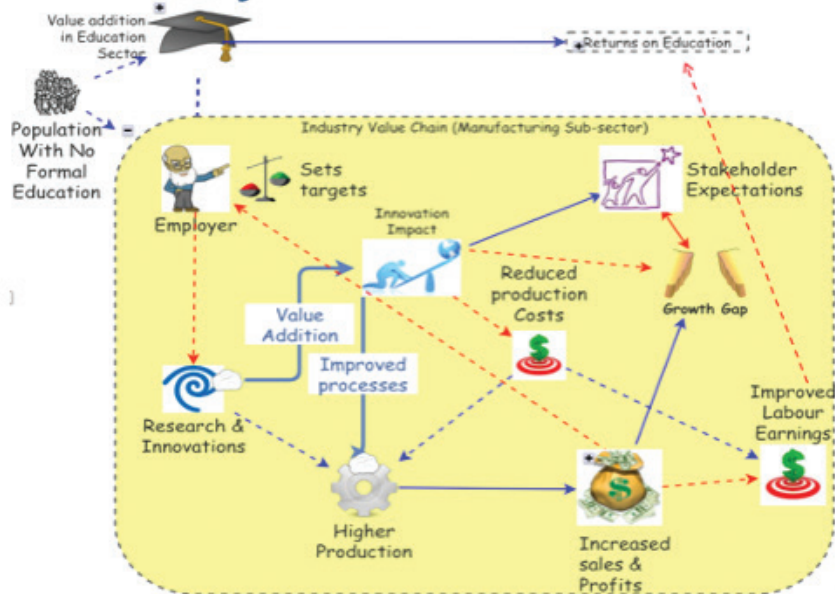 Value addition
in Education
Sector
Returns on Education
Population
With No
Formal
Education
Industry Value Chain (Manufacturing Sub-sector)
Sets
targets
Employer
Stakeholder
Expectations
Innovation
Impact
Reduced
production
Costs
Growth Gap
Value
Addition
Improved
processes
Improved
Labour
Earnings
Research &
Innovations
Higher
Production
Increased
sales &
Profits